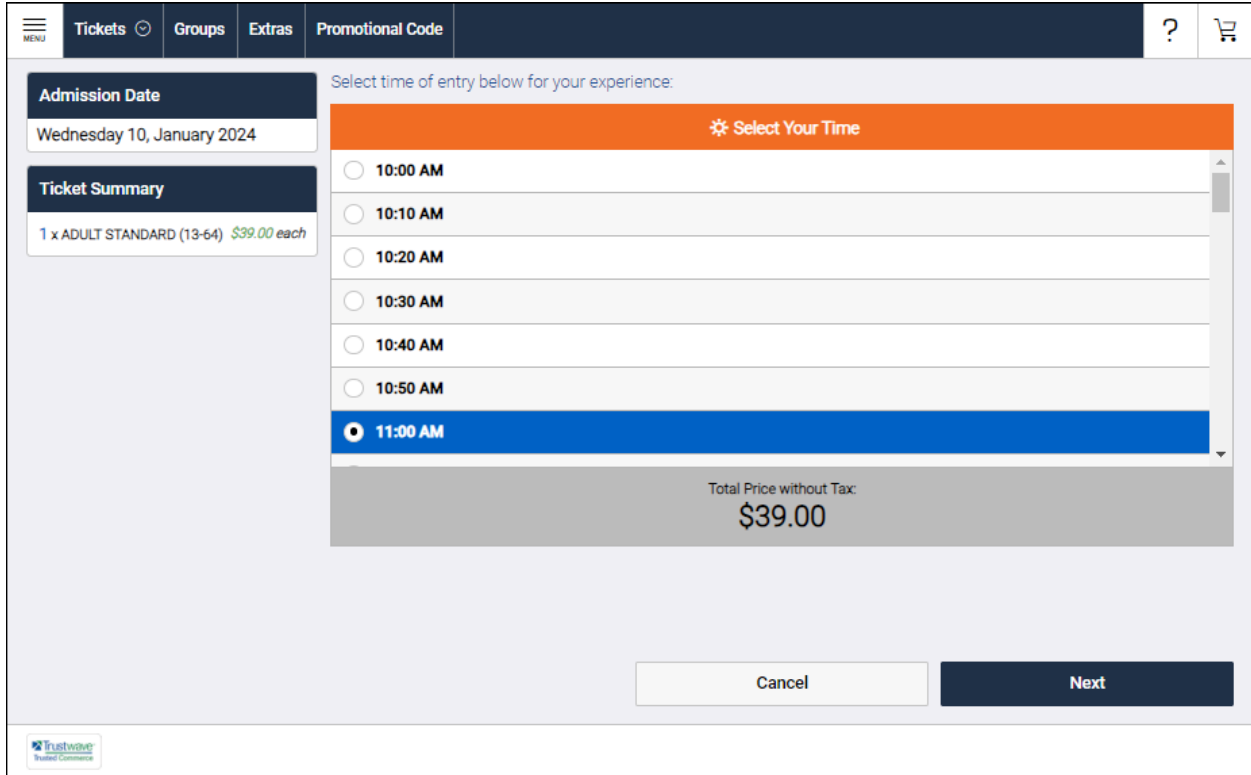 MENU
Tickets
Groups
Extras
Promotional Code
?
Admission Date
Wednesday 10, January 2024
Ticket Summary
1 x ADULT STANDARD (13-64) $39.00 each
Select time of entry below for your experience:
Select Your Time
10:00 AM
10:10 AM
10:20 AM
10:30 AM
10:40 AM
10:50 AM
11:00 AM
Total Price without Tax:
$39.00
Cancel
Next
Trustwave
Trusted Commerce